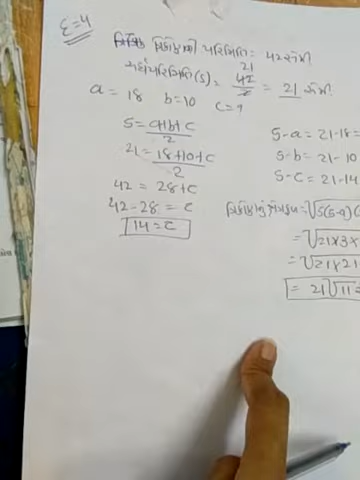 દ=4
ત્રિકોણની પરિમિતિ = 42 સેમી
અર્ધપરિમિતિ (s) = 42/2 = 21 સેમી
21
a = 18 b = 10 c = ?
S = a+b+c/2
21 = 18+10+c/2
42 = 28+c
42-28 = c
14 = c
S-a = 21-18=
S-b = 21-10
S-c = 21-14
ત્રિકોણનું ક્ષેત્રફળ = √S(S-a)(
= √21×3×
= √21×21
= 21√11 =